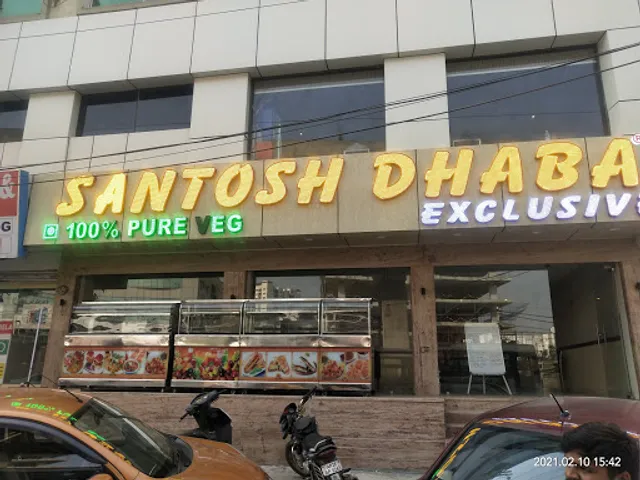 SANTOSH DHABA
100% PURE VEG
EXCLUSIVE
2021.02.10 15:42